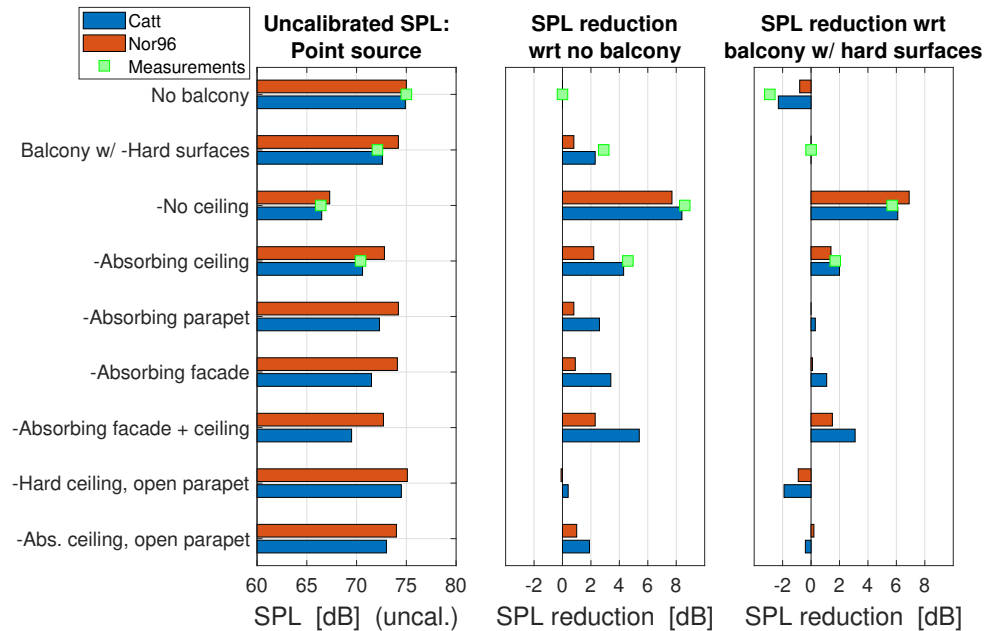 Catt
Nor96
Measurements
Uncalibrated SPL:
Point source
SPL reduction
wrt no balcony
SPL reduction wrt
balcony w/ hard surfaces
No balcony
Balcony w/ -Hard surfaces
-No ceiling
-Absorbing ceiling
-Absorbing parapet
-Absorbing facade
-Absorbing facade + ceiling
-Hard ceiling, open parapet
-Abs. ceiling, open parapet
60 65 70 75 80
SPL [dB] (uncal.)
-2 0 2 4 6 8
SPL reduction [dB]
-2 0 2 4 6 8
SPL reduction [dB]